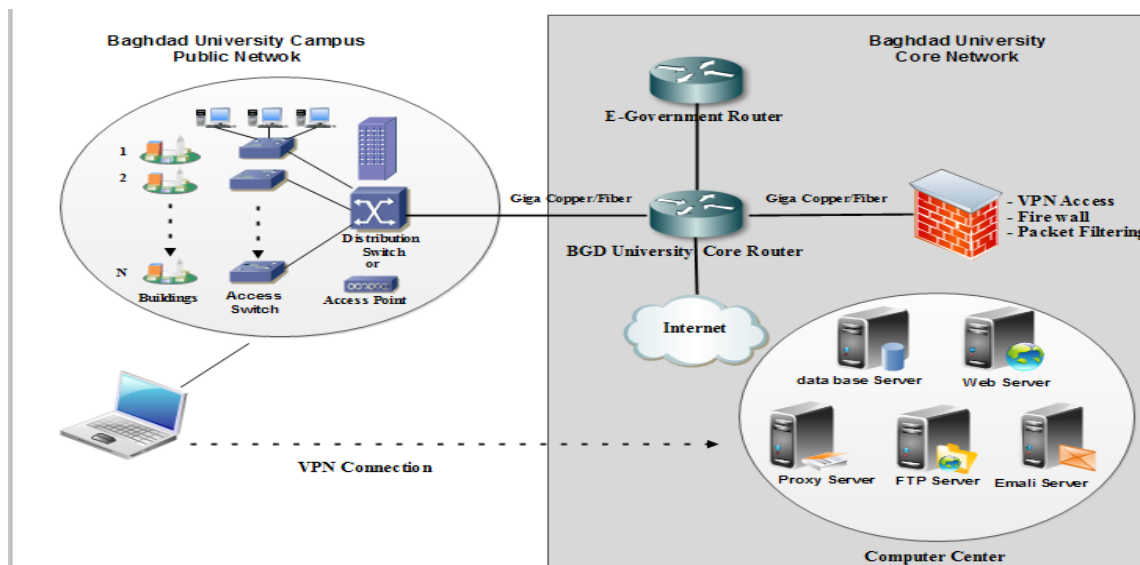 Baghdad University Campus
Public Netwok
Baghdad University
Core Network
E-Government Router
1
2
N
Buildings
Access
Switch
Distribution
Switch
or
Access Point
Giga Copper/Fiber
BGD University Core Router
Giga Copper/Fiber
- VPN Access
- Firewall
- Packet Filtering
Internet
data base Server
Web Server
Proxy Server
FTP Server
Emali Server
VPN Connection
Computer Center